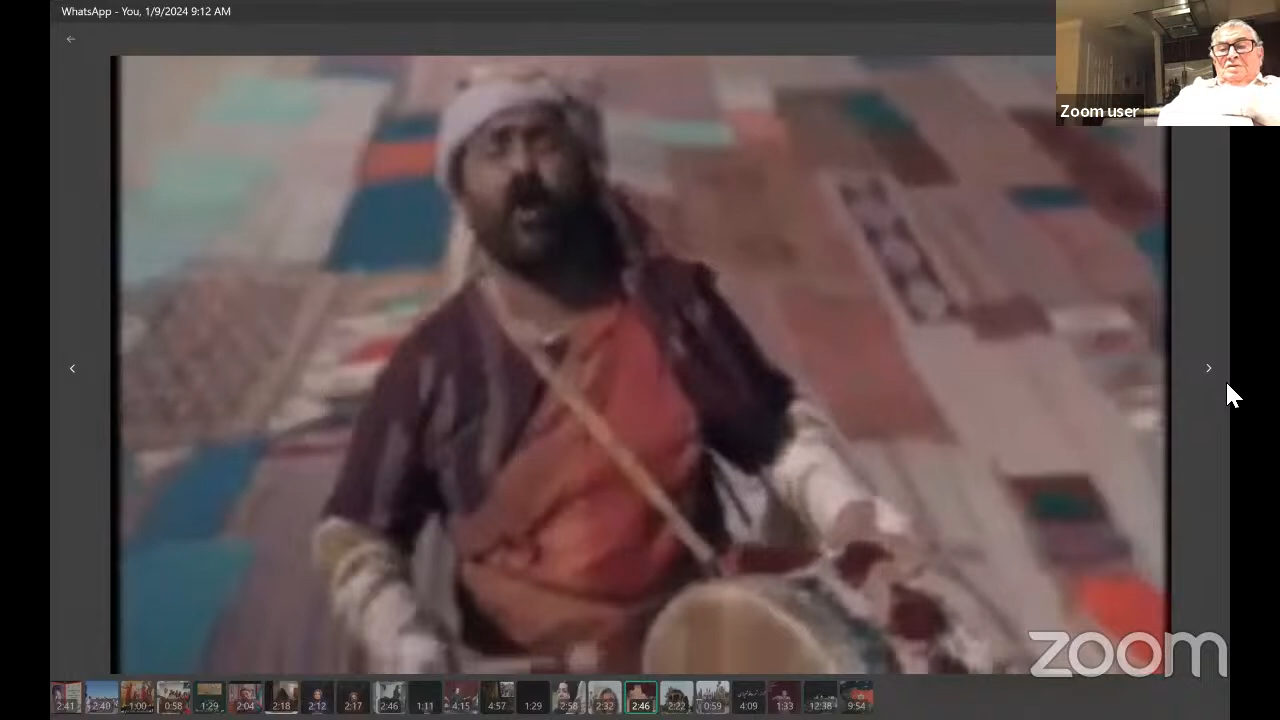 WhatsApp - You, 1/9/2024 9:12 AM
Zoom user
zoom
2:41 2:40 1:00 0:58 1:29 2:04 2:18 2:12 2:17 2:46 1:11 4:15 4:57 1:29 2:58 2:32 2:46 2:22 0:59 4:09 1:33 12:38 9:54